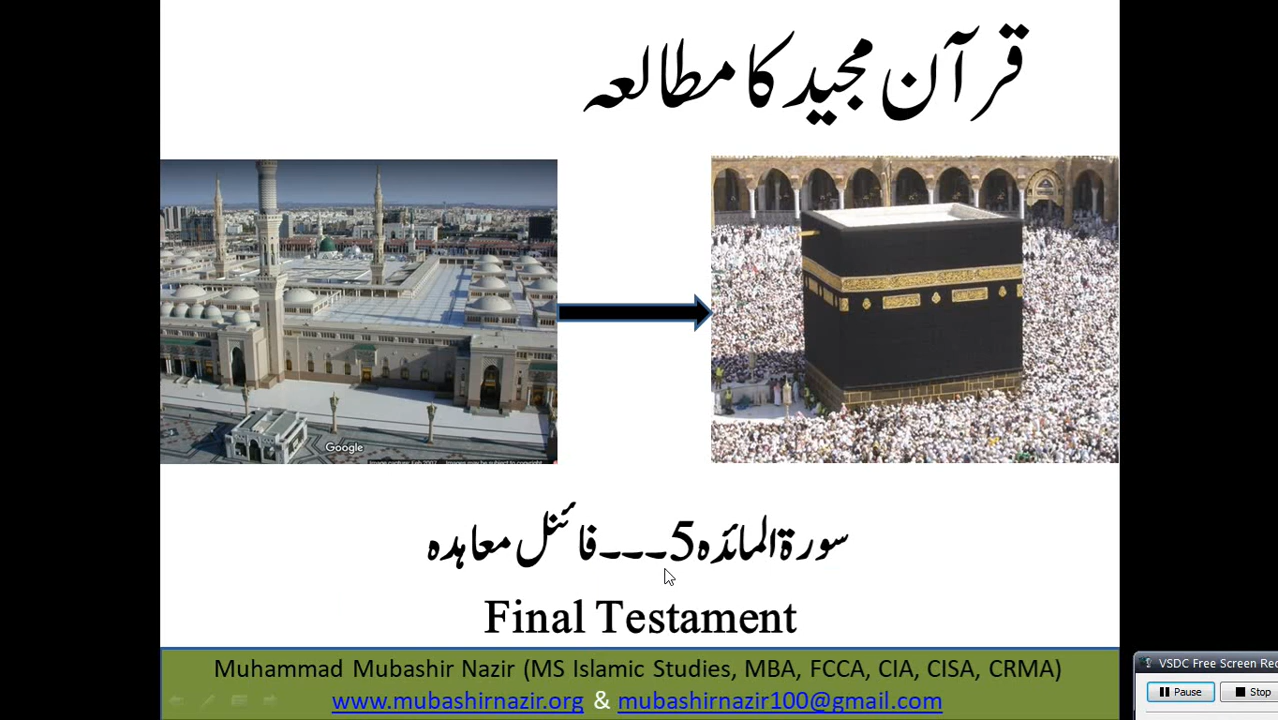 قرآن مجید کا مطالعہ
Google
سورۃ المائدہ 5۔۔۔ فائنل معاہدہ
Final Testament
Muhammad Mubashir Nazir (MS Islamic Studies, MBA, FCCA, CIA, CISA, CRMA)
www.mubashirnazir.org & mubashirnazir100@gmail.com
VSDC Free Screen Rec
Pause
Stop